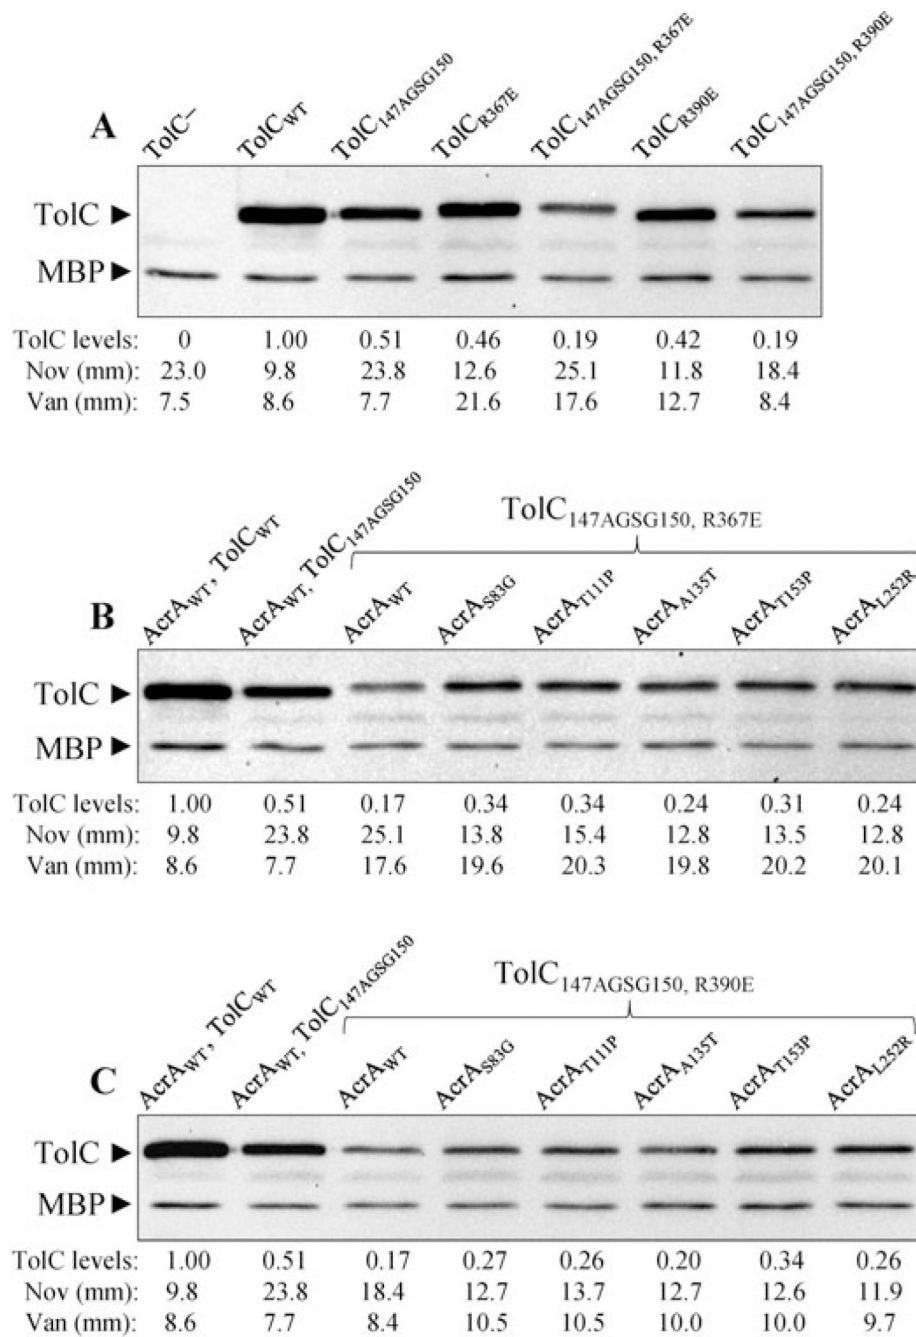 A
TolC– TolCWT TolC147AGSG150 TolCR367E TolC147AGSG150, R367E TolCR390E TolC147AGSG150, R390E
TolC ►
MBP ►
TolC levels: 0 1.00 0.51 0.46 0.19 0.42 0.19
Nov (mm): 23.0 9.8 23.8 12.6 25.1 11.8 18.4
Van (mm): 7.5 8.6 7.7 21.6 17.6 12.7 8.4
TolC147AGSG150, R367E
B
AcrAWT, TolCWT AcrAWT, TolC147AGSG150 AcrAWT AcrAS83G AcrAT111P AcrAA135T AcrAT153P AcrAL252R
TolC ►
MBP ►
TolC levels: 1.00 0.51 0.17 0.34 0.34 0.24 0.31 0.24
Nov (mm): 9.8 23.8 25.1 13.8 15.4 12.8 13.5 12.8
Van (mm): 8.6 7.7 17.6 19.6 20.3 19.8 20.2 20.1
TolC147AGSG150, R390E
C
AcrAWT, TolCWT AcrAWT, TolC147AGSG150 AcrAWT AcrAS83G AcrAT111P AcrAA135T AcrAT153P AcrAL252R
TolC ►
MBP ►
TolC levels: 1.00 0.51 0.17 0.27 0.26 0.20 0.34 0.26
Nov (mm): 9.8 23.8 18.4 12.7 13.7 12.7 12.6 11.9
Van (mm): 8.6 7.7 8.4 10.5 10.5 10.0 10.0 9.7